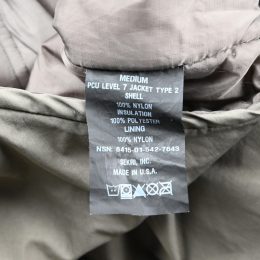 MEDIUM
PCU LEVEL 7 JACKET TYPE 2
SHELL
100% NYLON
INSULATION
100% POLYESTER
LINING
100% NYLON
NSN: 8415-01-542-7643
SEKRI, INC.
MADE IN U.S.A.